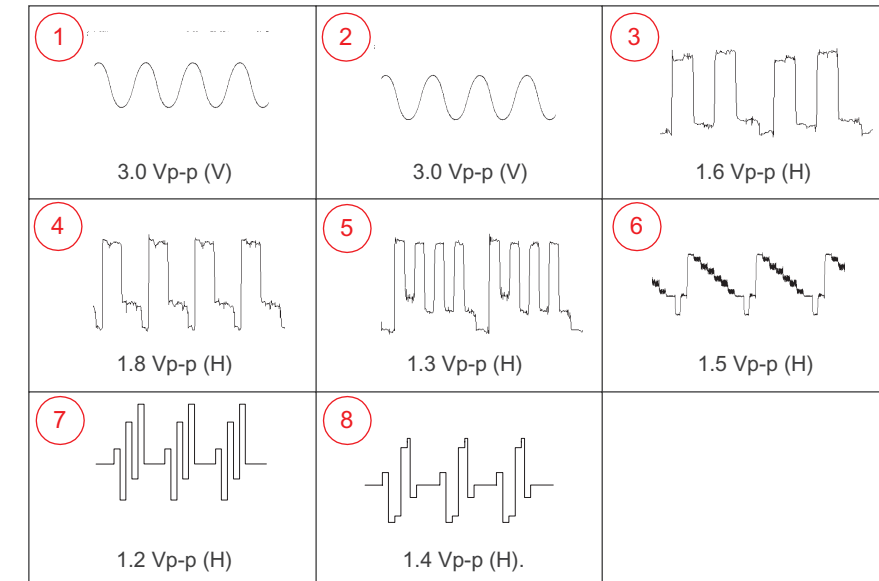 1
2
3
3.0 Vp-p (V)
3.0 Vp-p (V)
1.6 Vp-p (H)
4
5
6
1.8 Vp-p (H)
1.3 Vp-p (H)
1.5 Vp-p (H)
7
8
1.2 Vp-p (H)
1.4 Vp-p (H).